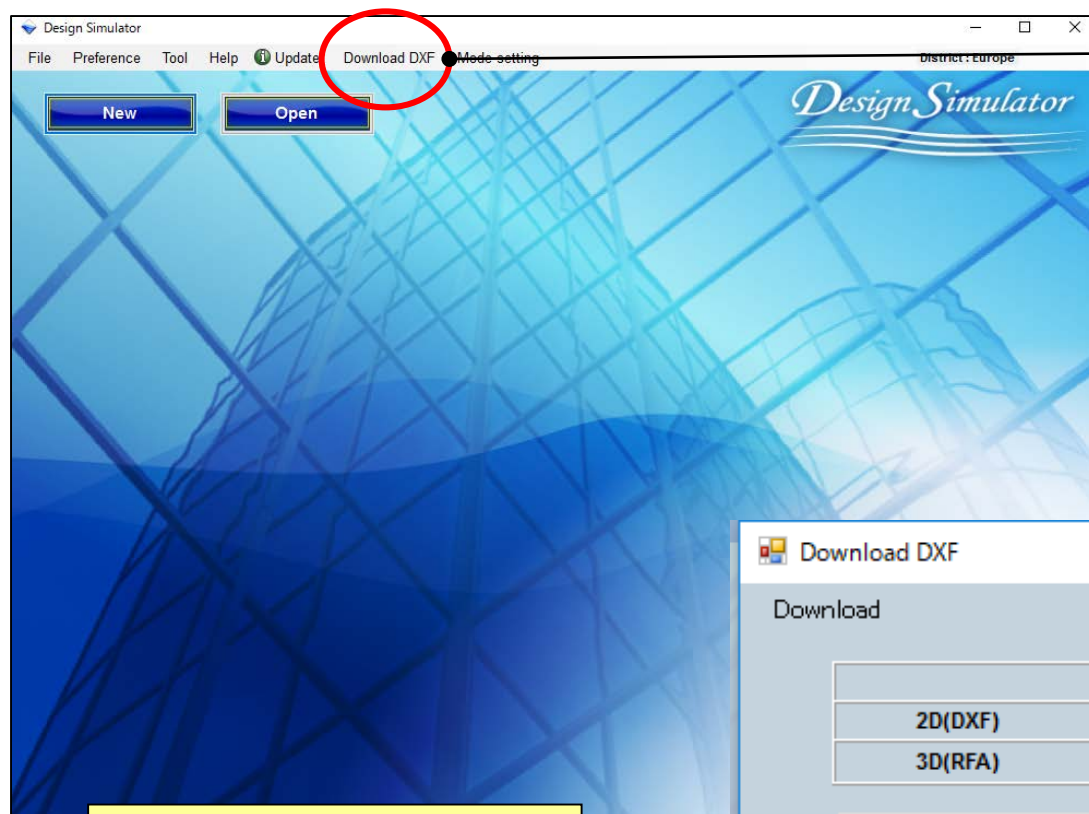 Design Simulator
File Preference Tool Help Update Download DXF Mode setting District : Europe
New Open
Design Simulator
Download DXF
Download
2D(DXF)
3D(RFA)